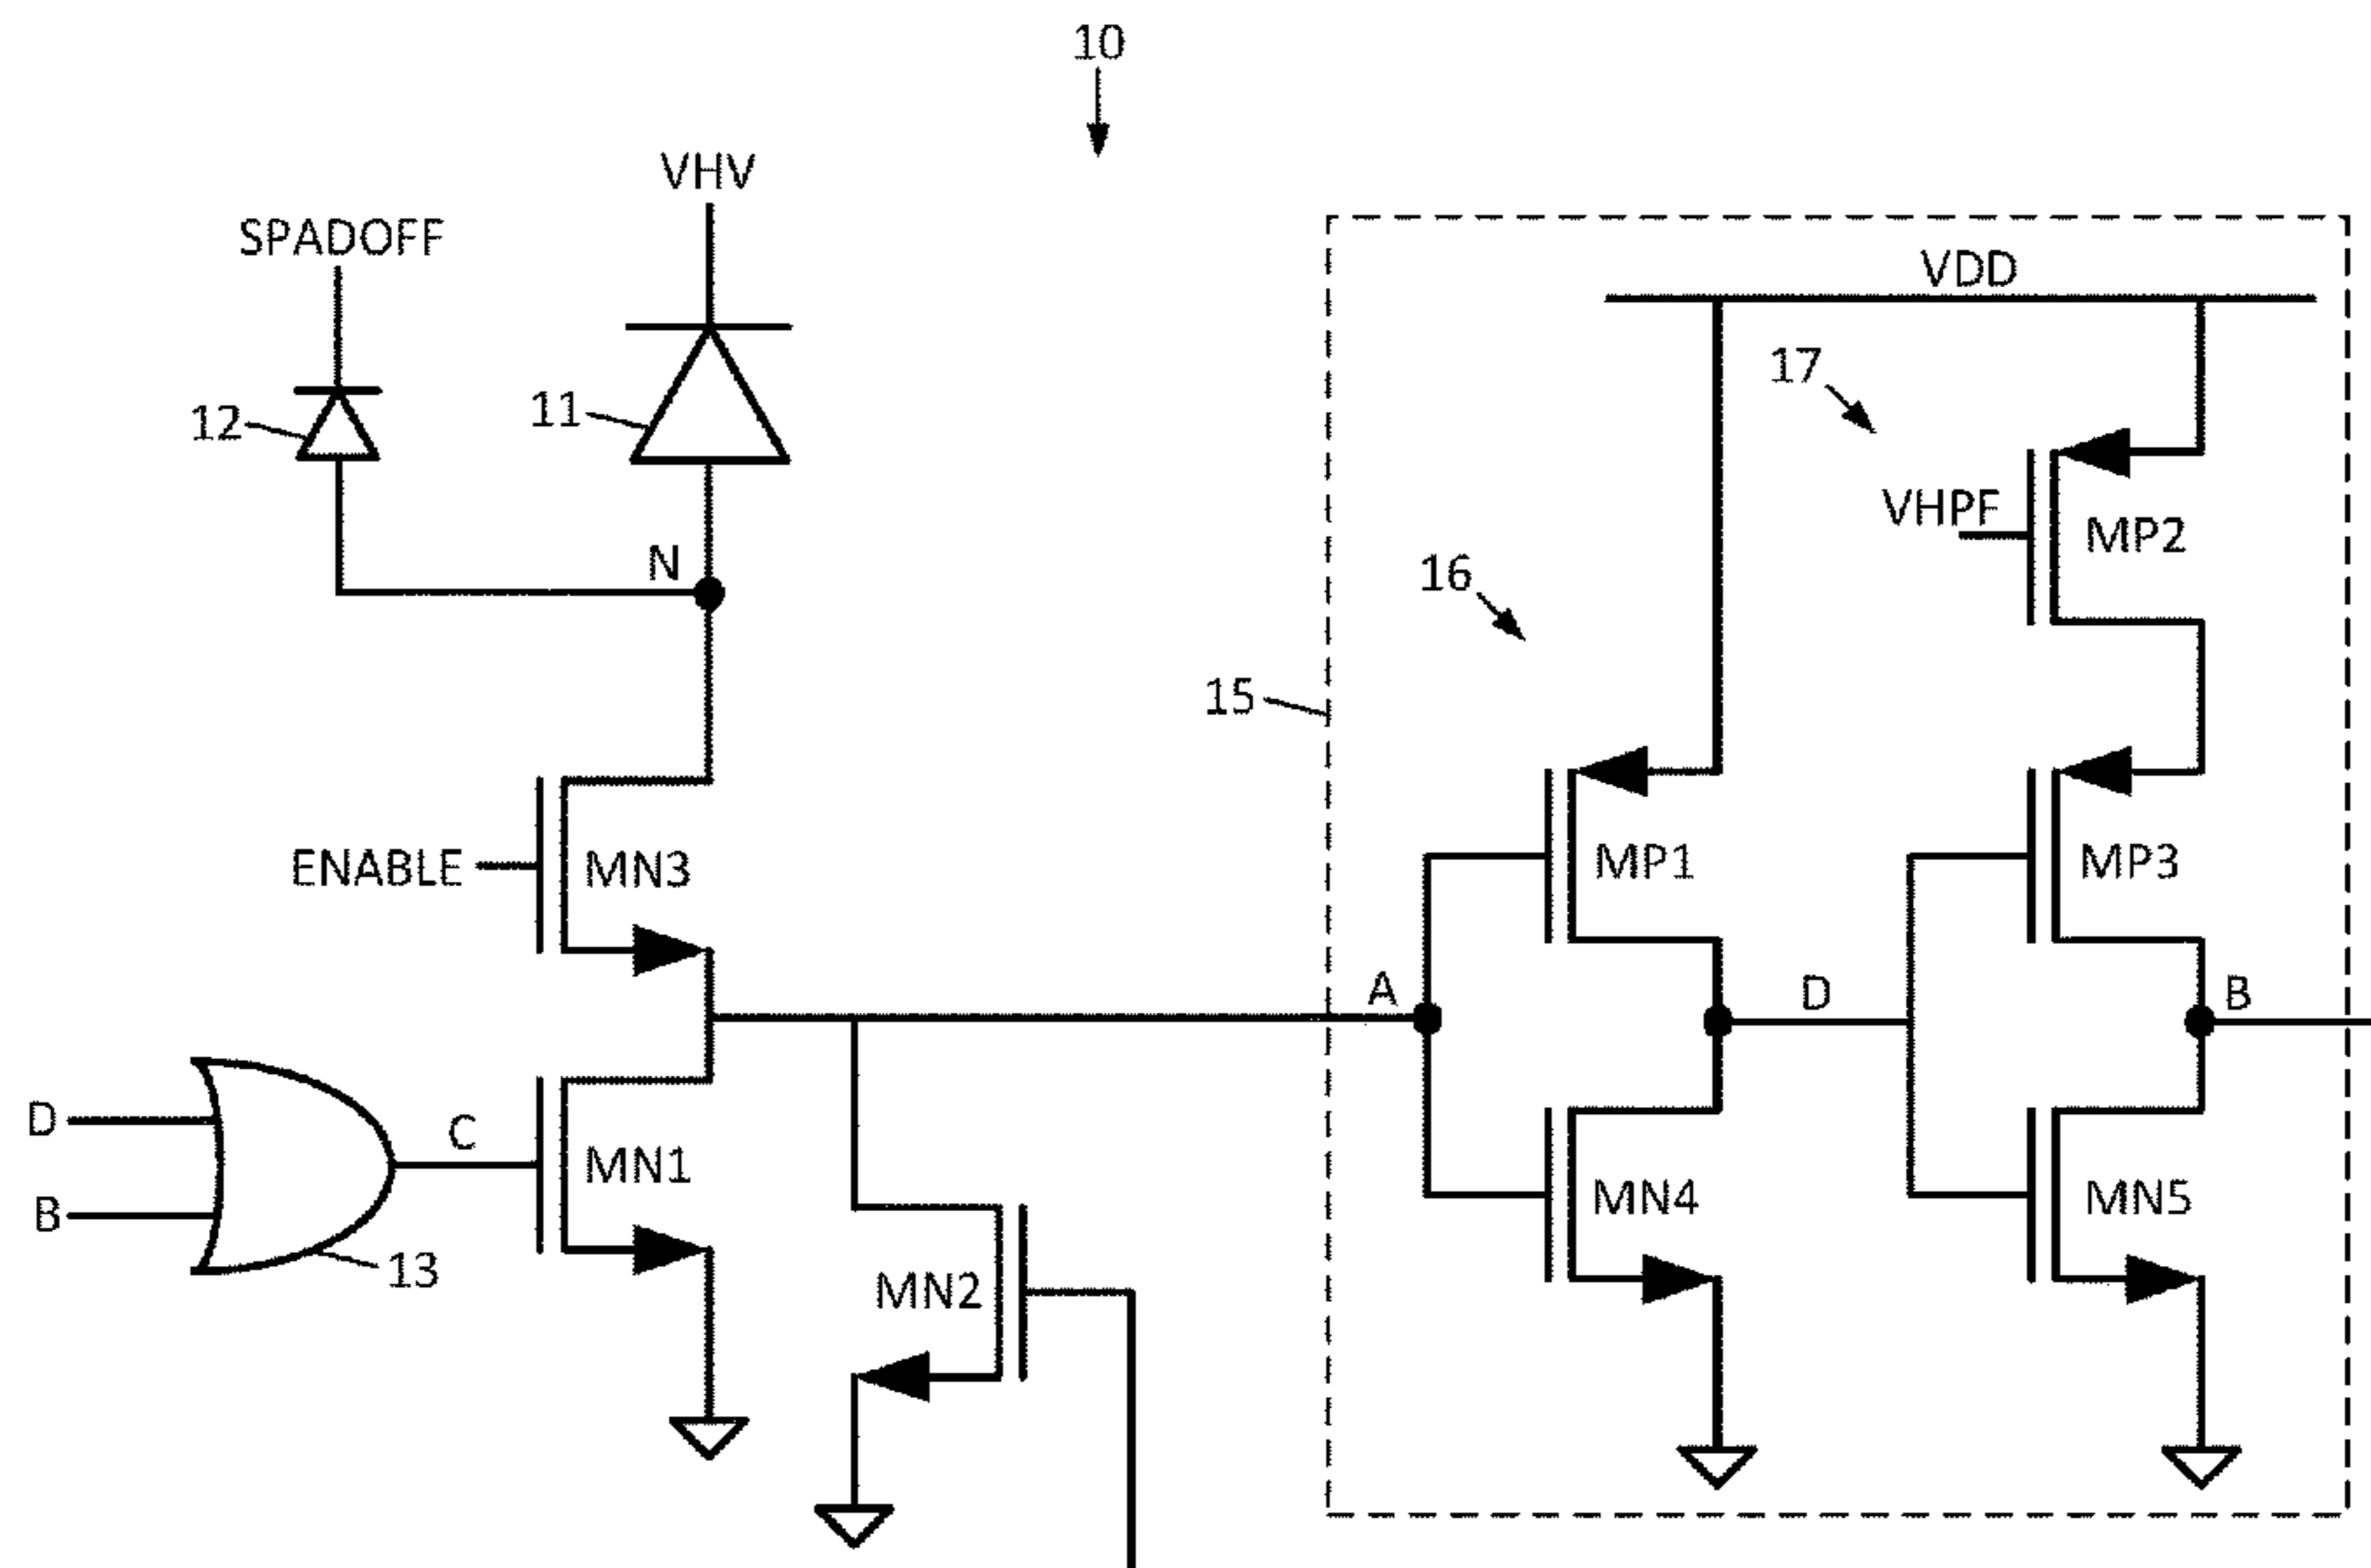 10
VHV
SPADOFF
VDD
17
12
11
VHPF
MP2
N
16
15
ENABLE
MN3
MP1
MP3
A
D
B
D
C
MN1
MN4
MN5
B
13
MN2